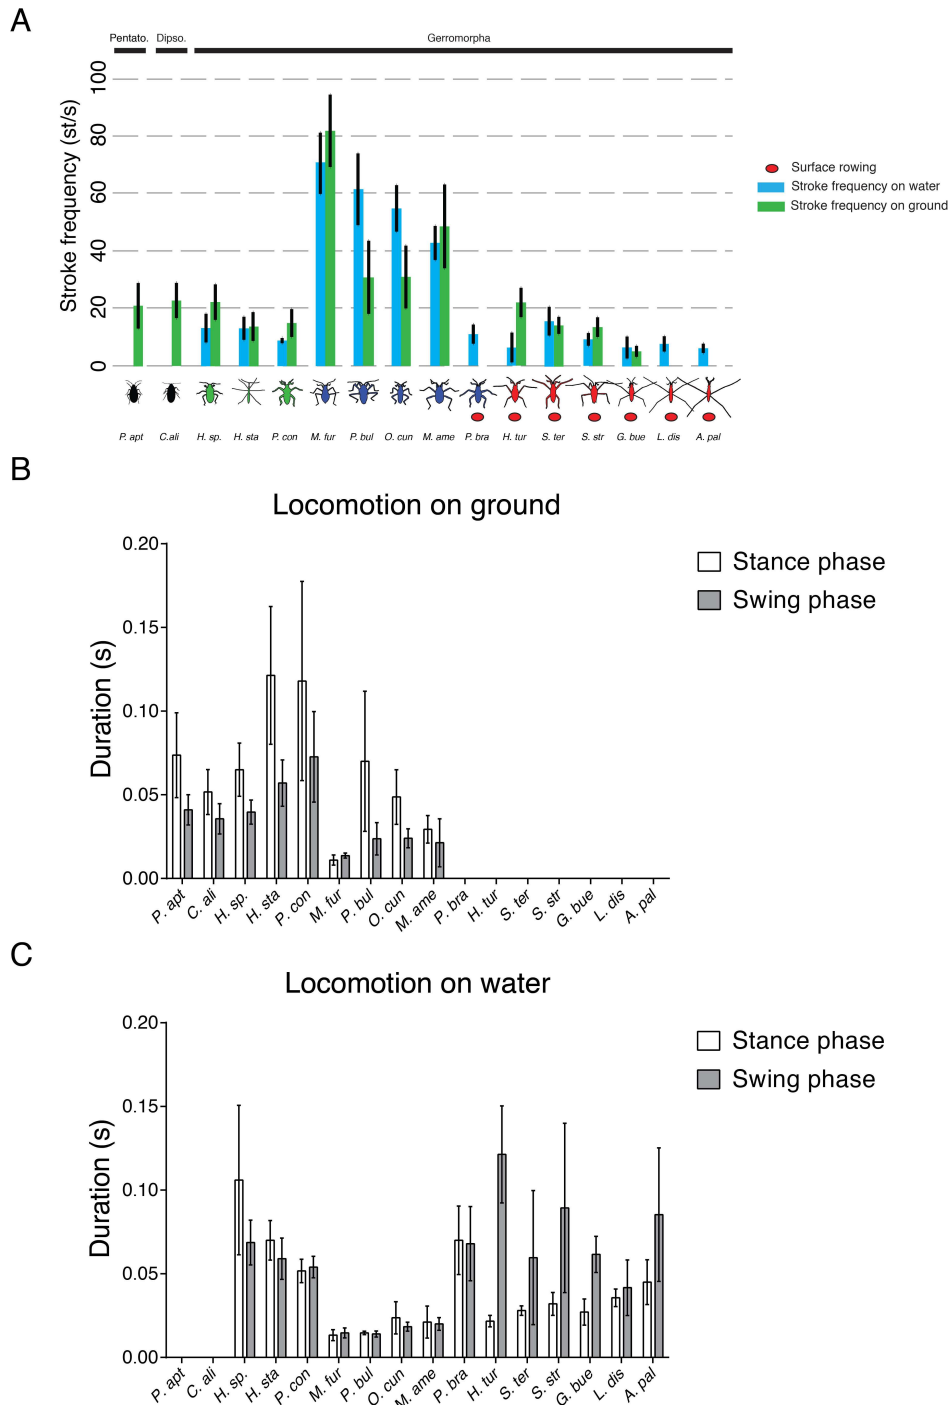 A
Pentato. Dipso. Gerromorpha
Stroke frequency (st/s)
100
80
60
40
20
0
Surface rowing
Stroke frequency on water
Stroke frequency on ground
P. apt C.ali H. sp. H. sta P. con M. fur P. bul O. cun M. ame P. bra H. tur S. ter S. str G. bue L. dis A. pal
B
Locomotion on ground
Duration (s)
0.20
0.15
0.10
0.05
0.00
Stance phase
Swing phase
P. apt C. ali H. sp. H. sta P. con M. fur P. bul O. cun M. ame P. bra H. tur S. ter S. str G. bue L. dis A. pal
C
Locomotion on water
Duration (s)
0.20
0.15
0.10
0.05
0.00
Stance phase
Swing phase
P. apt C. ali H. sp. H. sta P. con M. fur P. bul O. cun M. ame P. bra H. tur S. ter S. str G. bue L. dis A. pal